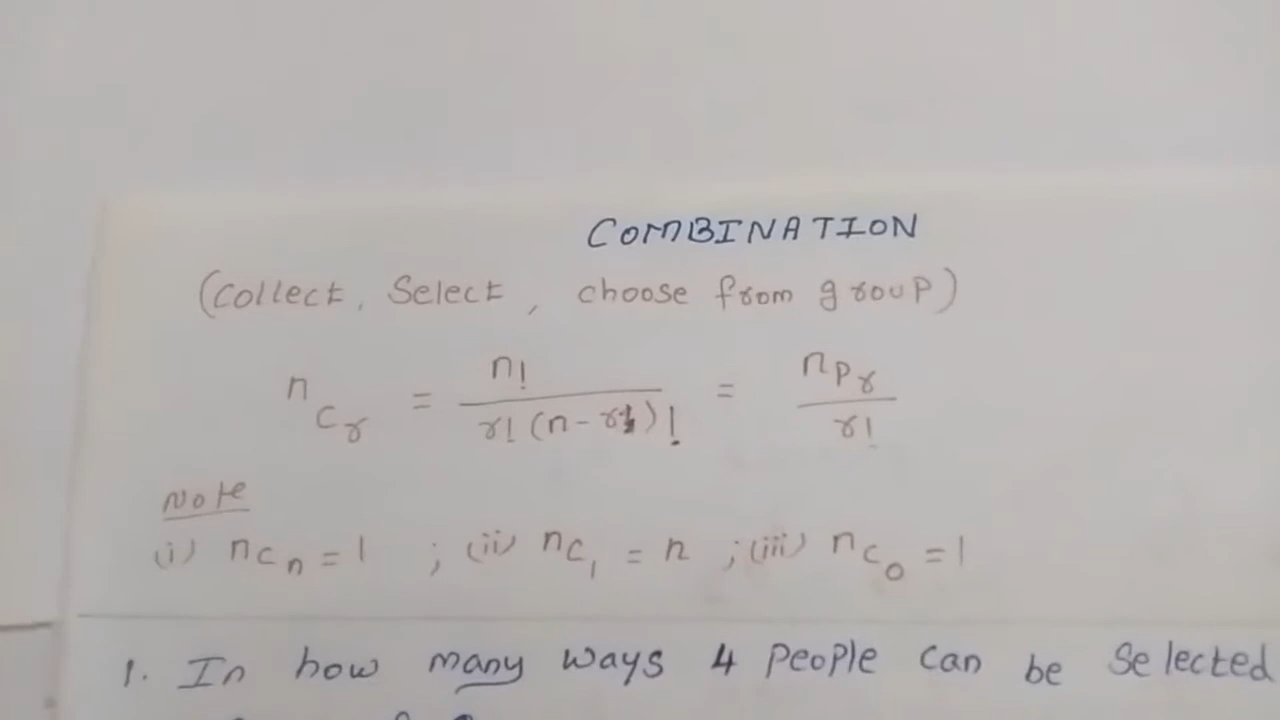 COMBINATION
(Collect, Select, choose from group)
nCr = n! / r!(n-r)! = nPr / r!
Note
(i) nCn = 1 ; (ii) nC1 = n ; (iii) nC0 = 1
1. In how many ways 4 people can be Selected